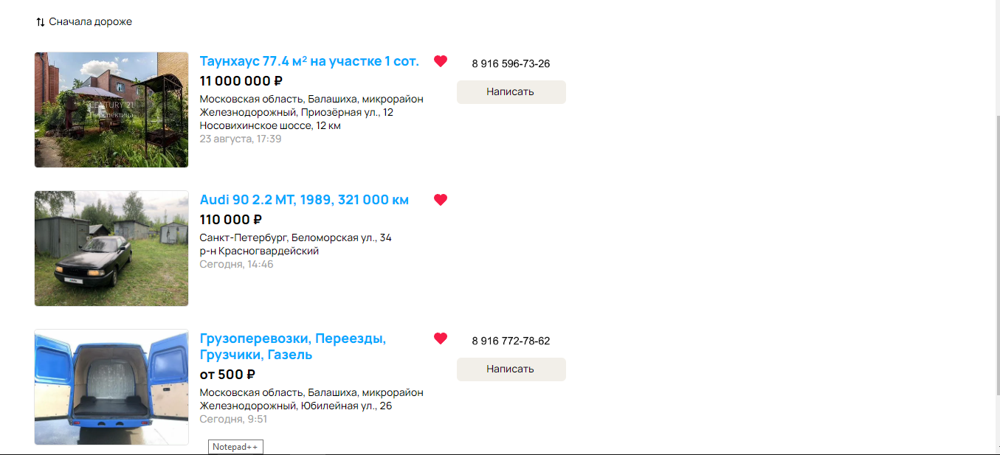 Сначала дороже
Таунхаус 77.4 м² на участке 1 сот.
8 916 596-73-26
11 000 000 ₽
Написать
Московская область, Балашиха, микрорайон
Железнодорожный, Приозёрная ул., 12
Носовихинское шоссе, 12 км
23 августа, 17:39
CENTURY 21
Перспектива
Audi 90 2.2 MT, 1989, 321 000 км
110 000 ₽
Санкт-Петербург, Беломорская ул., 34
р-н Красногвардейский
Сегодня, 14:46
Грузоперевозки, Переезды,
Грузчики, Газель
8 916 772-78-62
от 500 ₽
Написать
Московская область, Балашиха, микрорайон
Железнодорожный, Юбилейная ул., 26
Сегодня, 9:51
Notepad++